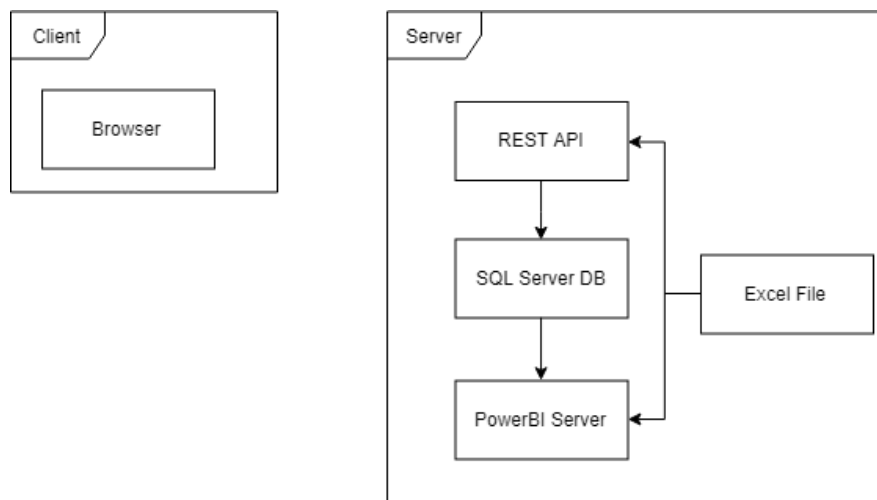 Client
Server
Browser
REST API
SQL Server DB
Excel File
PowerBI Server